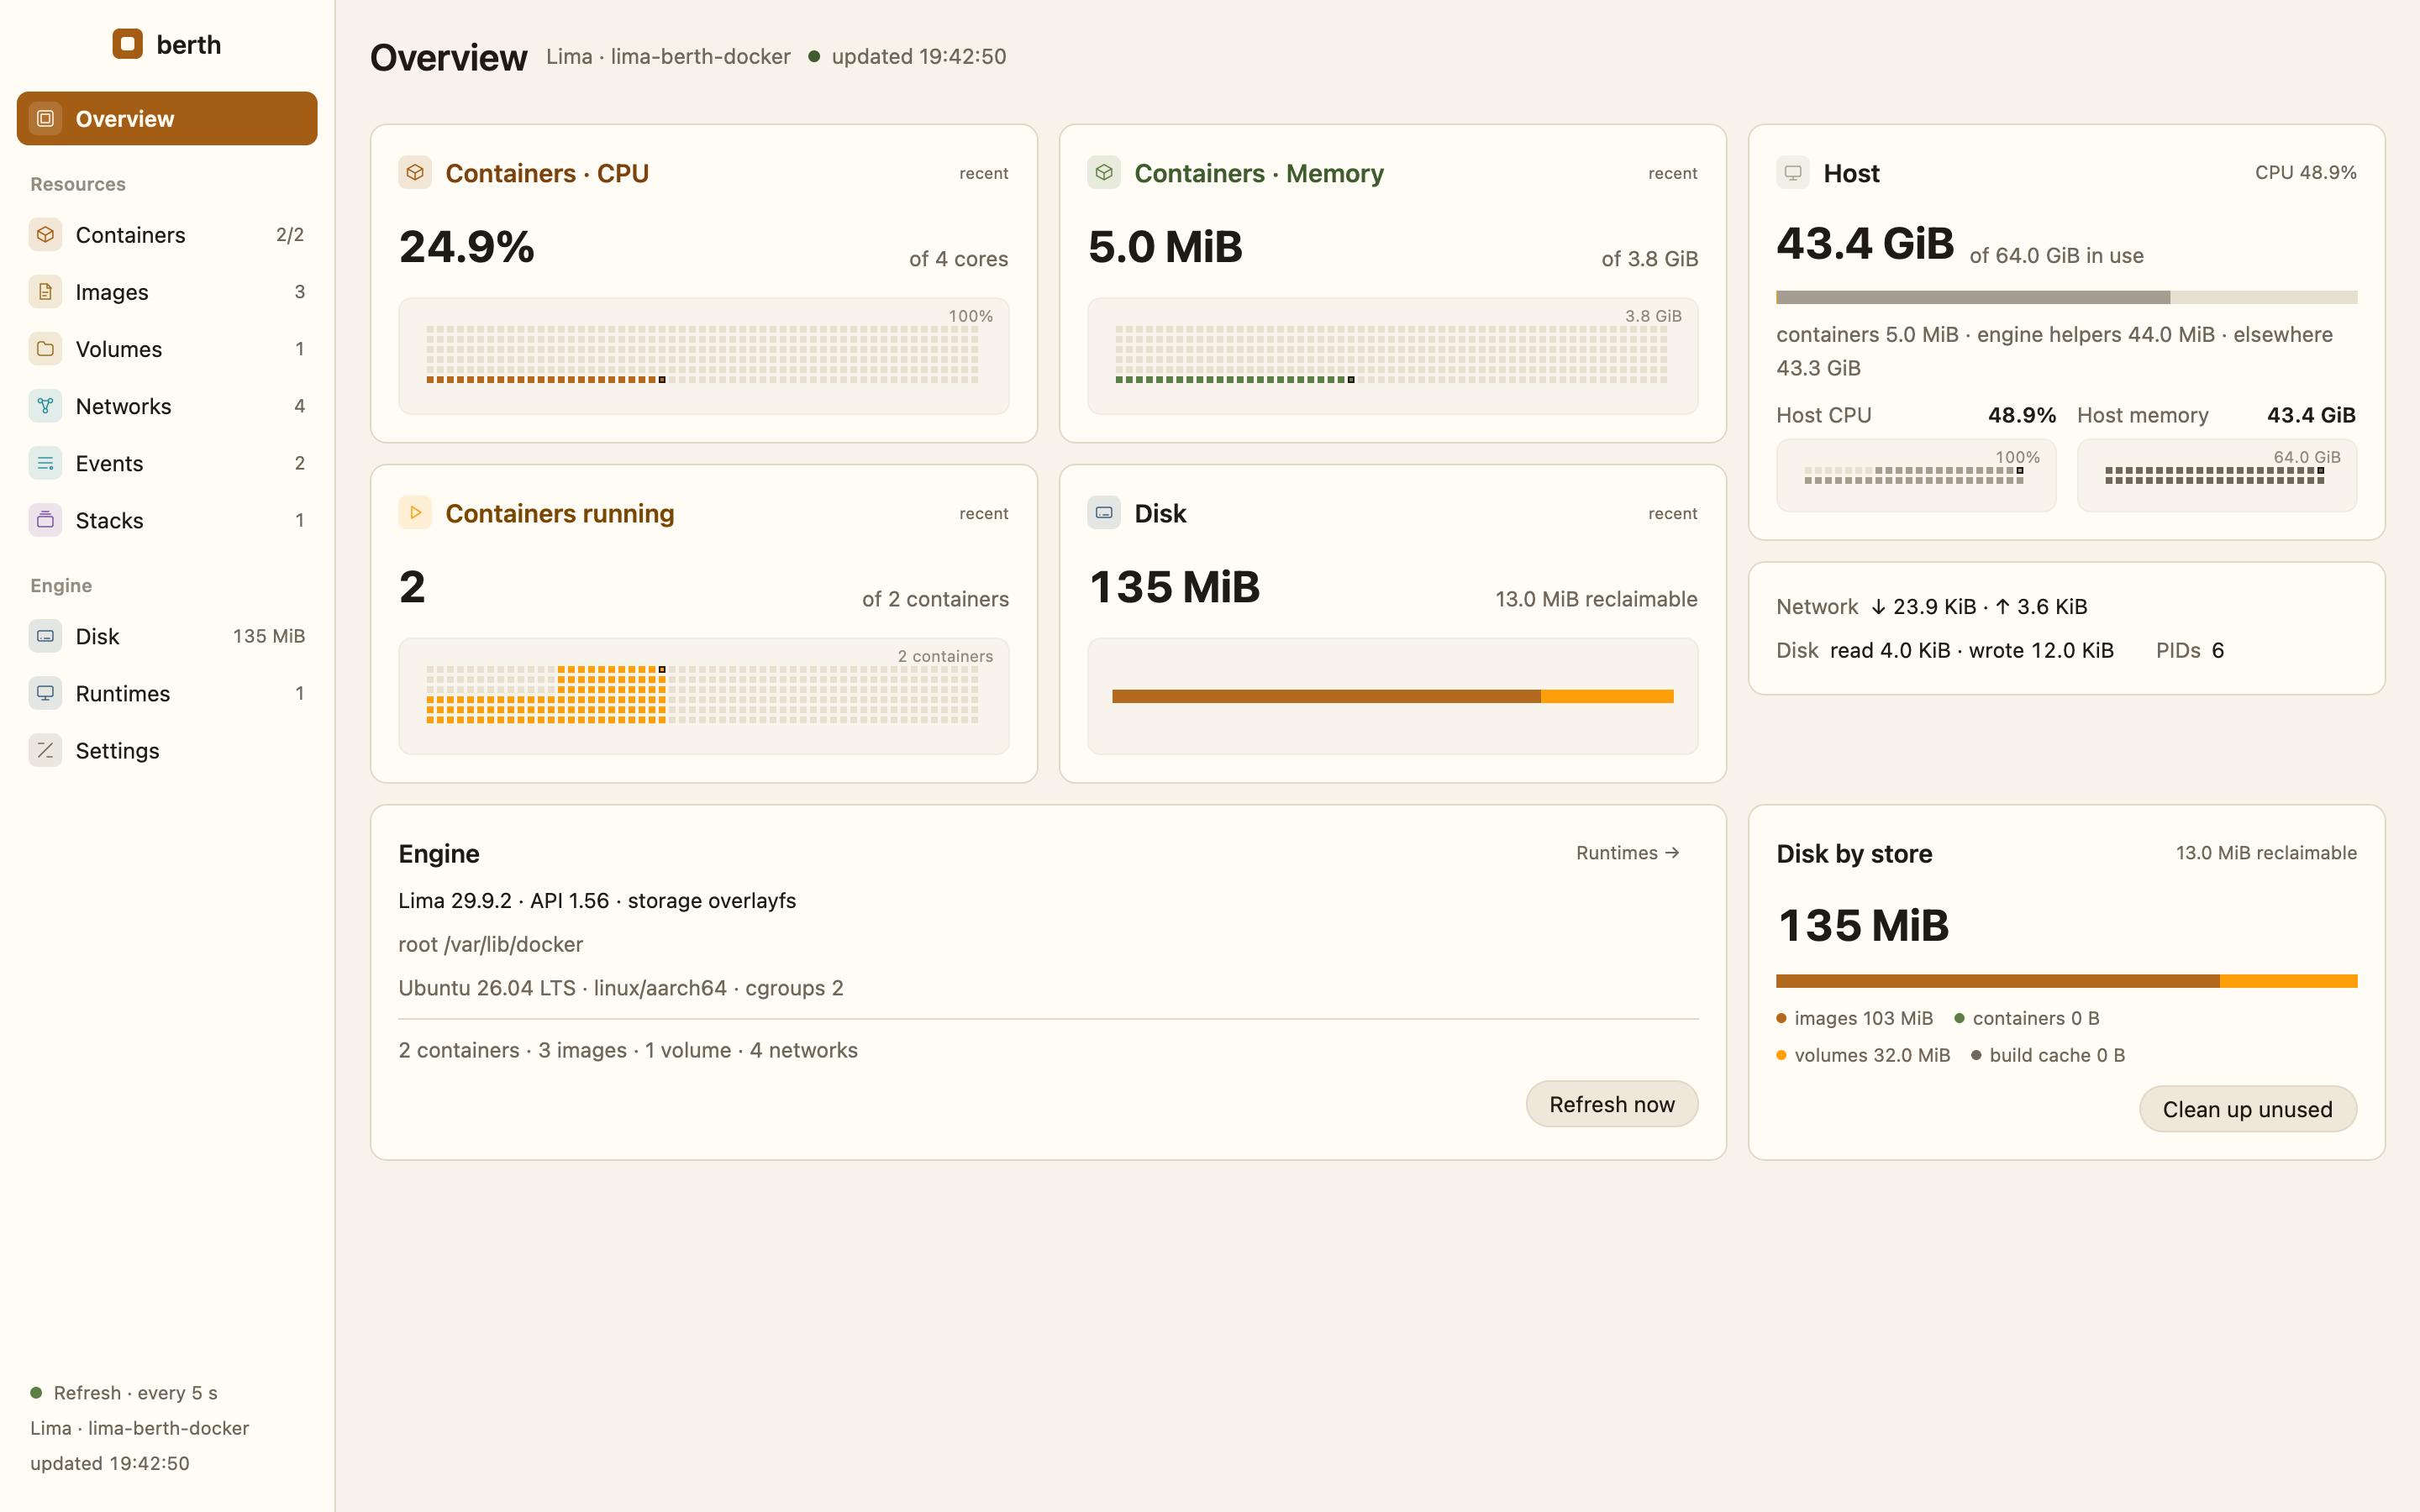 berth
Overview
Resources
Containers 2/2
Images 3
Volumes 1
Networks 4
Events 2
Stacks 1
Engine
Disk 135 MiB
Runtimes 1
Settings
Refresh · every 5 s
Lima · lima-berth-docker
updated 19:42:50
Overview Lima · lima-berth-docker updated 19:42:50
Containers · CPU recent
24.9% of 4 cores
100%
Containers · Memory recent
5.0 MiB of 3.8 GiB
3.8 GiB
Host CPU 48.9%
43.4 GiB of 64.0 GiB in use
containers 5.0 MiB · engine helpers 44.0 MiB · elsewhere
43.3 GiB
Host CPU 48.9% Host memory 43.4 GiB
100% 64.0 GiB
Containers running recent
2 of 2 containers
2 containers
Disk recent
135 MiB 13.0 MiB reclaimable
Network ↓ 23.9 KiB · ↑ 3.6 KiB
Disk read 4.0 KiB · wrote 12.0 KiB PIDs 6
Engine Runtimes →
Lima 29.9.2 · API 1.56 · storage overlayfs
root /var/lib/docker
Ubuntu 26.04 LTS · linux/aarch64 · cgroups 2
2 containers · 3 images · 1 volume · 4 networks
Refresh now
Disk by store 13.0 MiB reclaimable
135 MiB
images 103 MiB containers 0 B
volumes 32.0 MiB build cache 0 B
Clean up unused